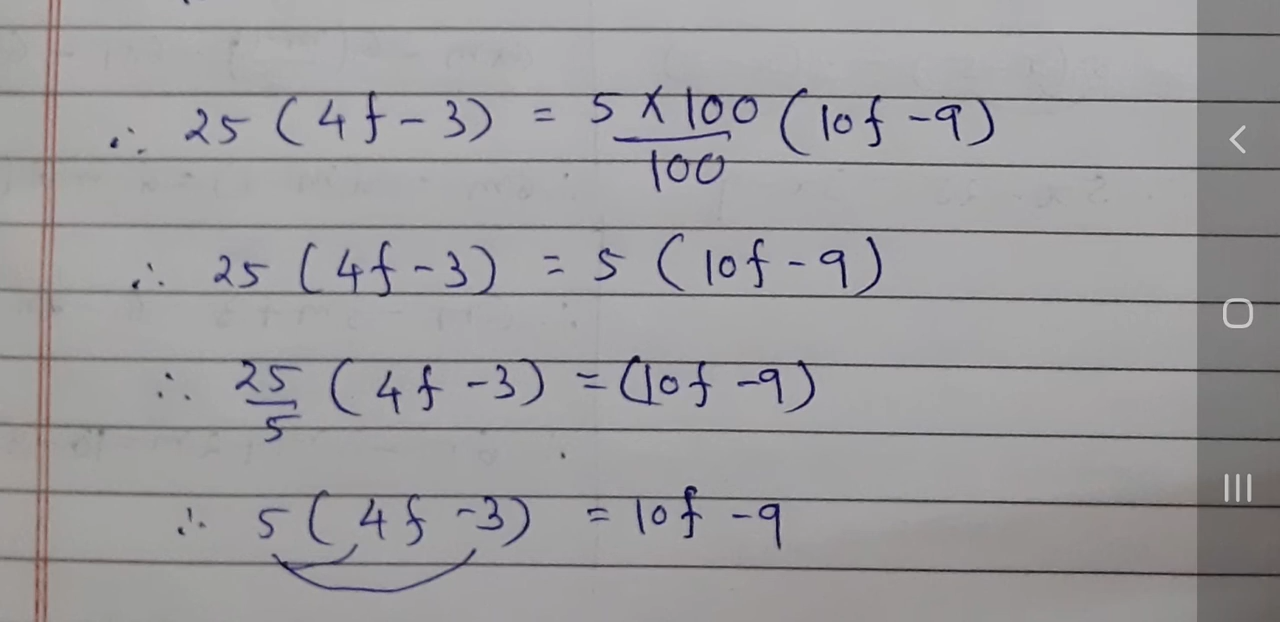 ∴ 25 (4f - 3) = 5 × 100 / 100 (10f - 9)
∴ 25 (4f - 3) = 5 (10f - 9)
∴ 25 / 5 (4f - 3) = (10f - 9)
∴ 5 (4f - 3) = 10f - 9